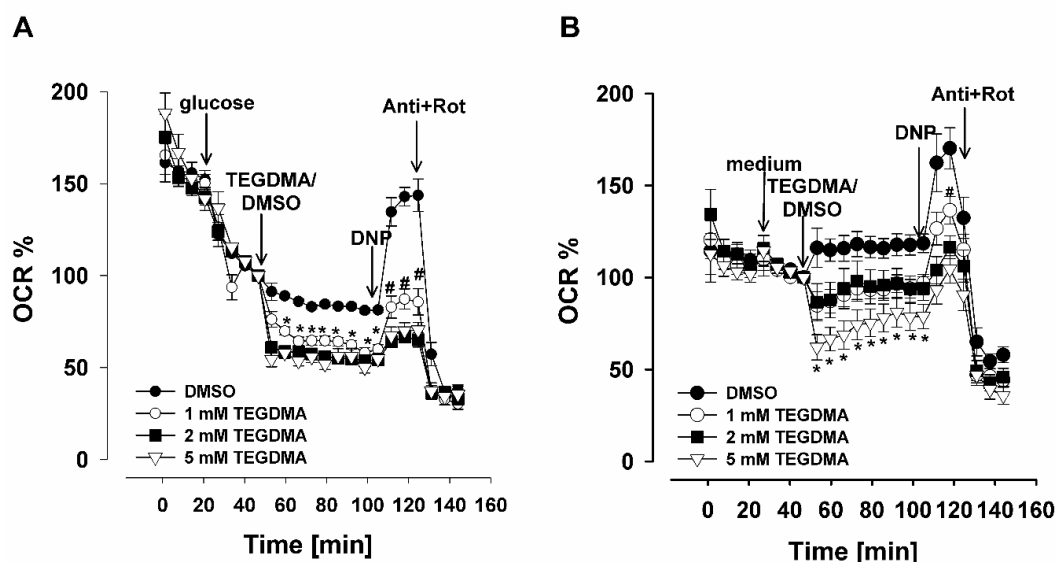 A
200
150
100
50
0
OCR %
glucose
TEGDMA/
DMSO
DNP
Anti+Rot
# # #
* * * * * * * *
DMSO
1 mM TEGDMA
2 mM TEGDMA
5 mM TEGDMA
0 20 40 60 80 100 120 140 160
Time [min]
B
200
150
100
50
0
OCR %
medium
TEGDMA/
DMSO
DNP
Anti+Rot
#
* * * * * * * * *
DMSO
1 mM TEGDMA
2 mM TEGDMA
5 mM TEGDMA
0 20 40 60 80 100 120 140 160
Time [min]